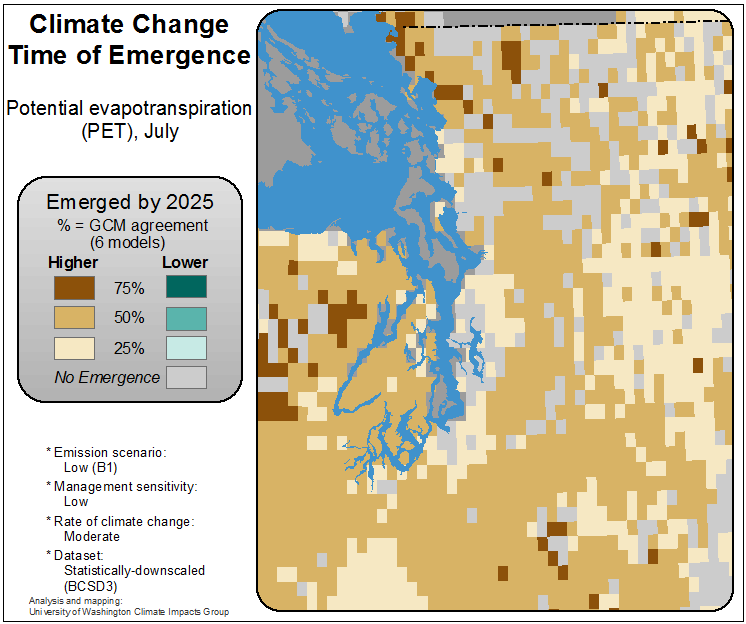 Climate Change
Time of Emergence
Potential evapotranspiration
(PET), July
Emerged by 2025
% = GCM agreement
(6 models)
Higher Lower
75%
50%
25%
No Emergence
* Emission scenario:
Low (B1)
* Management sensitivity:
Low
* Rate of climate change:
Moderate
* Dataset:
Statistically-downscaled
(BCSD3)
Analysis and mapping:
University of Washington Climate Impacts Group